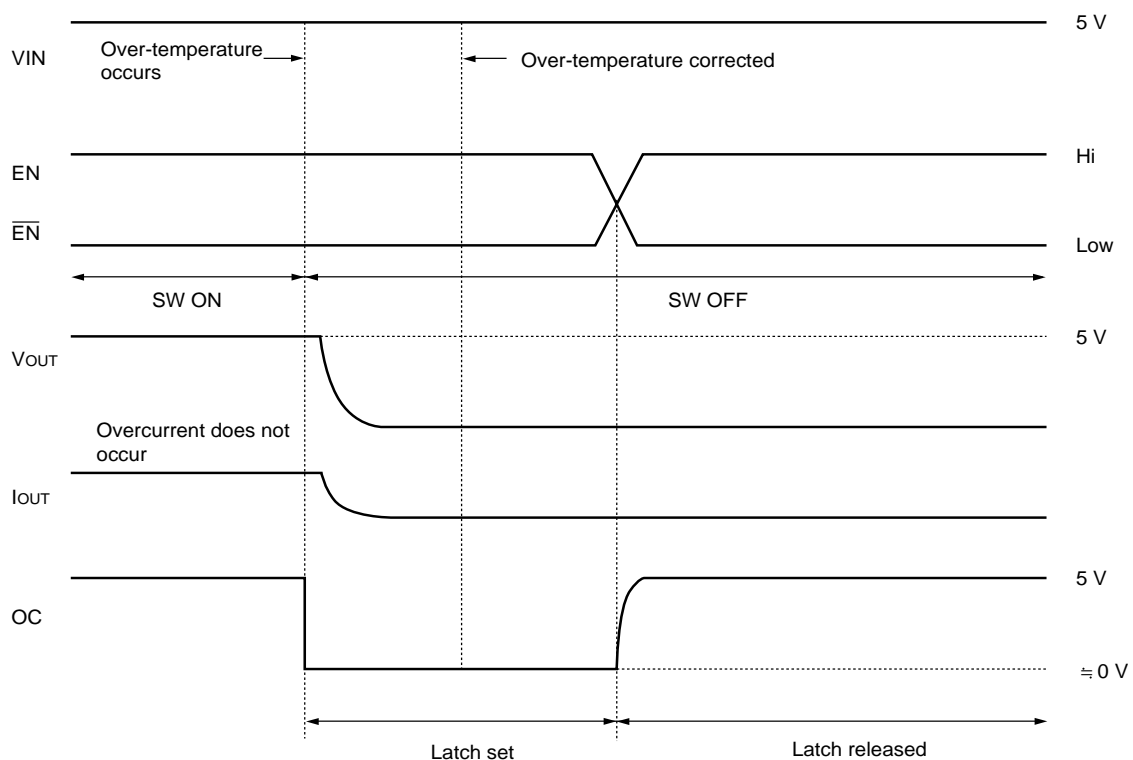 5 V
VIN
Over-temperature
occurs
Over-temperature corrected
EN
Hi
E̅N̅
Low
SW ON
SW OFF
VOUT
5 V
Overcurrent does not
occur
IOUT
OC
5 V
≒ 0 V
Latch set
Latch released